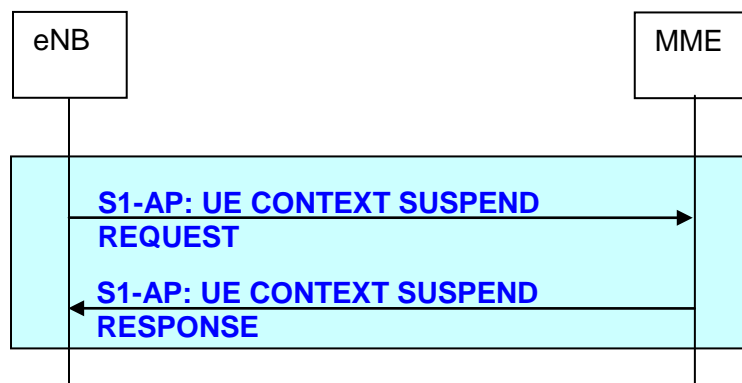 eNB
MME
S1-AP: UE CONTEXT SUSPEND
REQUEST
S1-AP: UE CONTEXT SUSPEND
RESPONSE